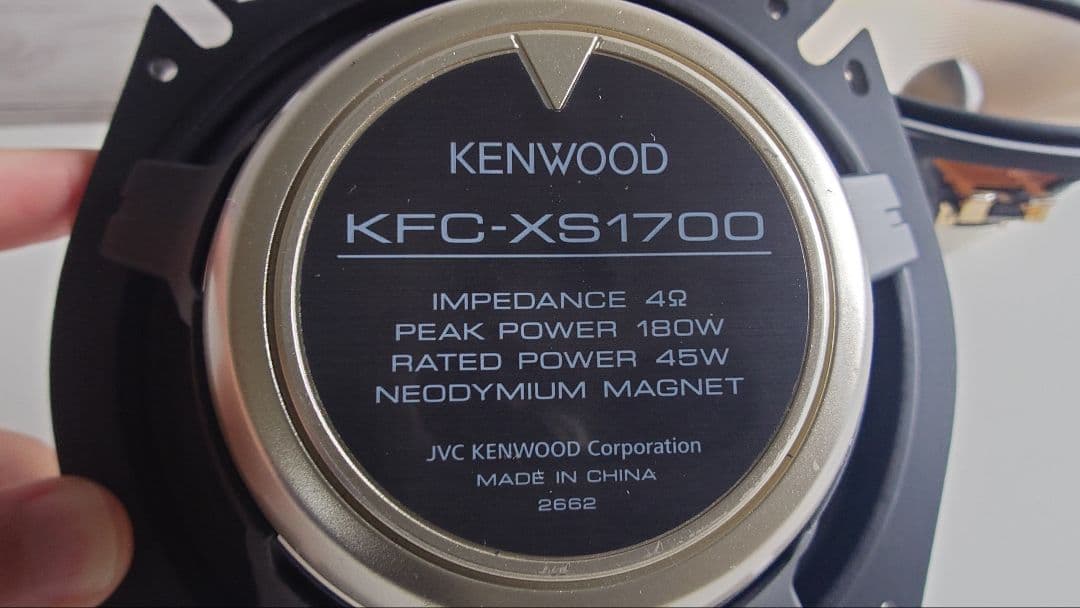 KENWOOD
KFC-XS1700
IMPEDANCE 4Ω
PEAK POWER 180W
RATED POWER 45W
NEODYMIUM MAGNET
JVC KENWOOD Corporation
MADE IN CHINA
2662